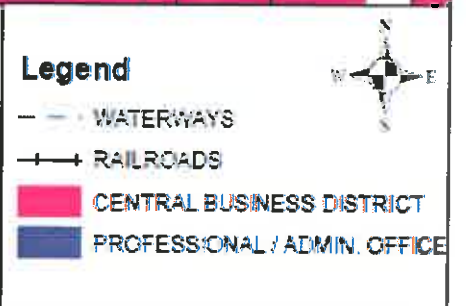 Legend
N
W E
S
WATERWAYS
RAILROADS
CENTRAL BUSINESS DISTRICT
PROFESSIONAL / ADMIN. OFFICE